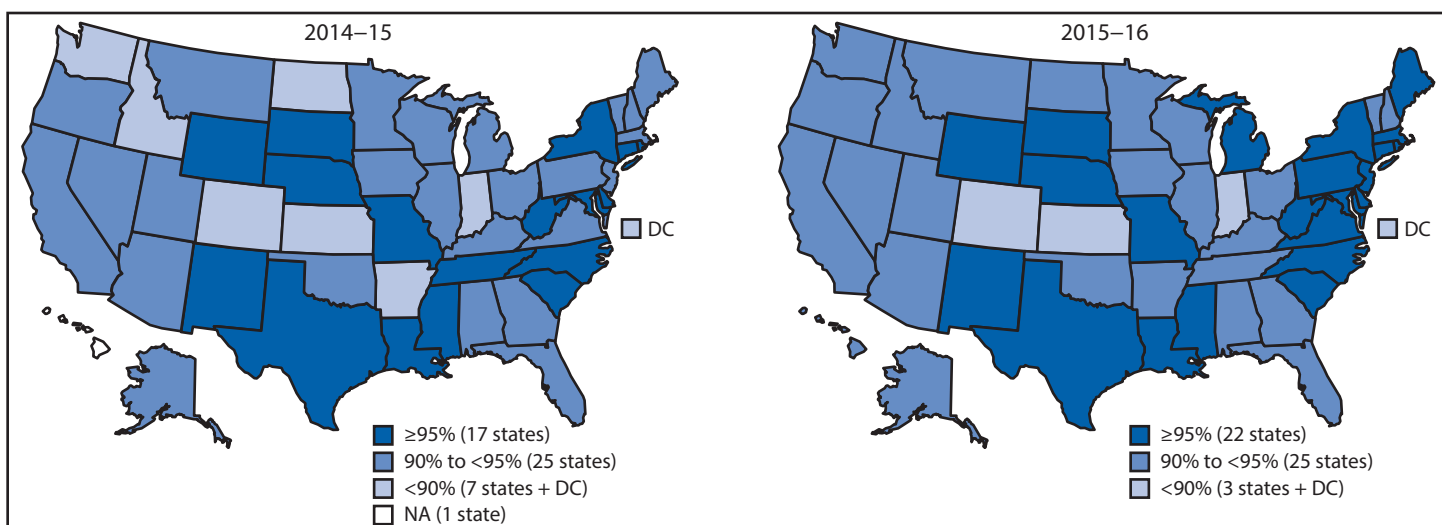 2014–15
DC
≥95% (17 states)
90% to <95% (25 states)
<90% (7 states + DC)
NA (1 state)
2015–16
DC
≥95% (22 states)
90% to <95% (25 states)
<90% (3 states + DC)